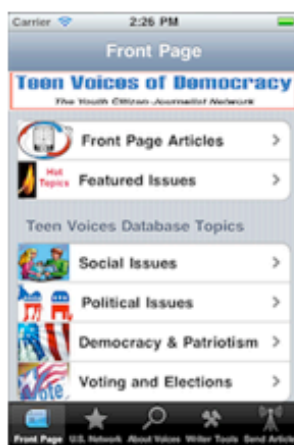 Carrier 2:26 PM
Front Page
Teen Voices of Democracy
The Youth Citizen-Journalist Network
Front Page Articles
Hot
Topics
Featured Issues
Teen Voices Database Topics
Social Issues
Political Issues
Democracy & Patriotism
Vote
Voting and Elections
Front Page U.S. Network About Voices Writer Tools Send Article